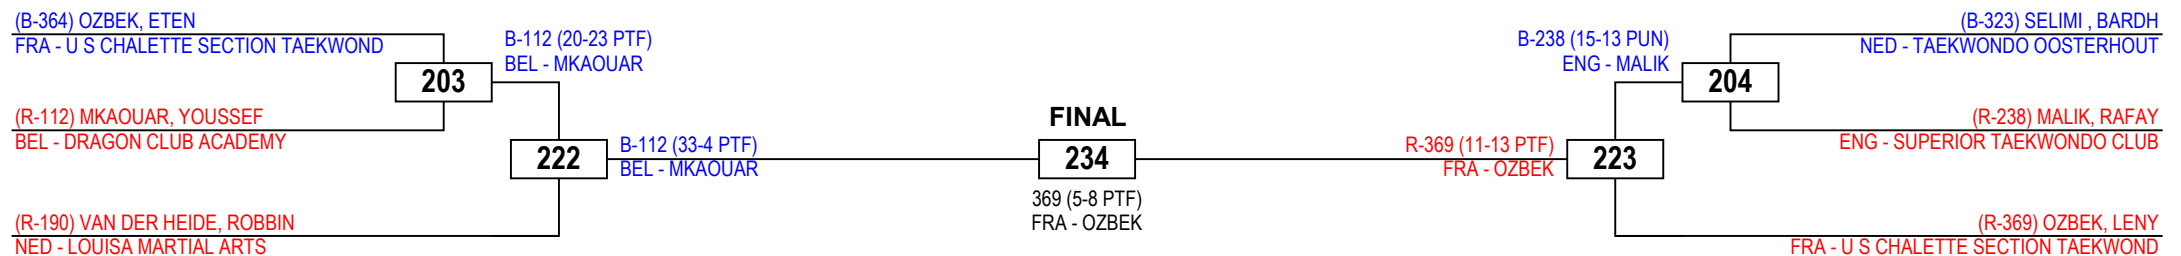 (B-364) OZBEK, ETEN
FRA - U S CHALETTE SECTION TAEKWOND
203
(R-112) MKAOUAR, YOUSSEF
BEL - DRAGON CLUB ACADEMY
B-112 (20-23 PTF)
BEL - MKAOUAR
222
(R-190) VAN DER HEIDE, ROBBIN
NED - LOUISA MARTIAL ARTS
B-112 (33-4 PTF)
BEL - MKAOUAR
FINAL
234
369 (5-8 PTF)
FRA - OZBEK
R-369 (11-13 PTF)
FRA - OZBEK
223
B-238 (15-13 PUN)
ENG - MALIK
(B-323) SELIMI , BARDH
NED - TAEKWONDO OOSTERHOUT
204
(R-238) MALIK, RAFAY
ENG - SUPERIOR TAEKWONDO CLUB
(R-369) OZBEK, LENY
FRA - U S CHALETTE SECTION TAEKWOND